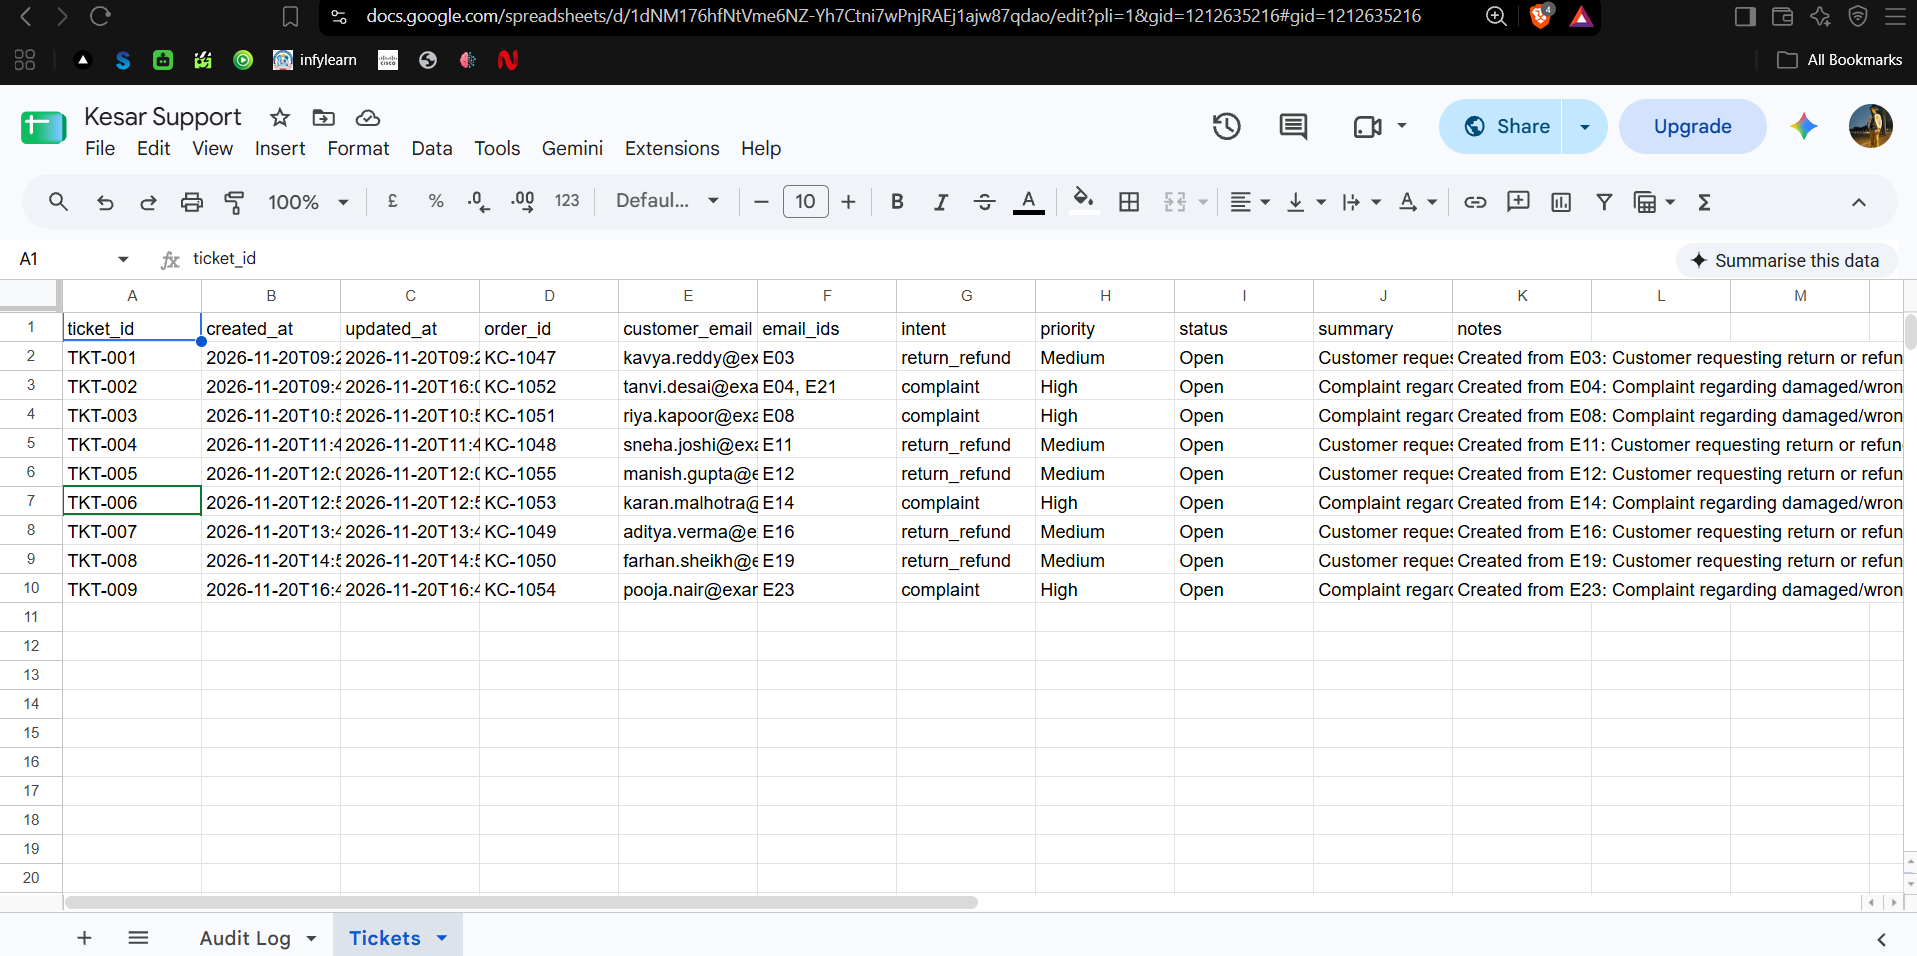 docs.google.com/spreadsheets/d/1dNM176hfNtVme6NZ-Yh7Ctni7wPnjRAEj1ajw87qdao/edit?pli=1&gid=1212635216#gid=1212635216
4
infylearn
All Bookmarks
Kesar Support
Share
Upgrade
File Edit View Insert Format Data Tools Gemini Extensions Help
100% £ % .0 .00 123 Defaul... 10 B I A
A1 fx ticket_id
Summarise this data
A B C D E F G H I J K L M
1 ticket_id created_at updated_at order_id customer_email email_ids intent priority status summary notes
2 TKT-001 2026-11-20T09:2 2026-11-20T09:2 KC-1047 kavya.reddy@ex E03 return_refund Medium Open Customer reques Created from E03: Customer requesting return or refun
3 TKT-002 2026-11-20T09:4 2026-11-20T16:0 KC-1052 tanvi.desai@exa E04, E21 complaint High Open Complaint regard Created from E04: Complaint regarding damaged/wron
4 TKT-003 2026-11-20T10:5 2026-11-20T10:5 KC-1051 riya.kapoor@exa E08 complaint High Open Complaint regard Created from E08: Complaint regarding damaged/wron
5 TKT-004 2026-11-20T11:4 2026-11-20T11:4 KC-1048 sneha.joshi@exa E11 return_refund Medium Open Customer reques Created from E11: Customer requesting return or refun
6 TKT-005 2026-11-20T12:0 2026-11-20T12:0 KC-1055 manish.gupta@e E12 return_refund Medium Open Customer reques Created from E12: Customer requesting return or refun
7 TKT-006 2026-11-20T12:5 2026-11-20T12:5 KC-1053 karan.malhotra@ E14 complaint High Open Complaint regard Created from E14: Complaint regarding damaged/wron
8 TKT-007 2026-11-20T13:4 2026-11-20T13:4 KC-1049 aditya.verma@e E16 return_refund Medium Open Customer reques Created from E16: Customer requesting return or refun
9 TKT-008 2026-11-20T14:5 2026-11-20T14:5 KC-1050 farhan.sheikh@e E19 return_refund Medium Open Customer reques Created from E19: Customer requesting return or refun
10 TKT-009 2026-11-20T16:4 2026-11-20T16:4 KC-1054 pooja.nair@exar E23 complaint High Open Complaint regard Created from E23: Complaint regarding damaged/wron
11
12
13
14
15
16
17
18
19
20
Audit Log Tickets